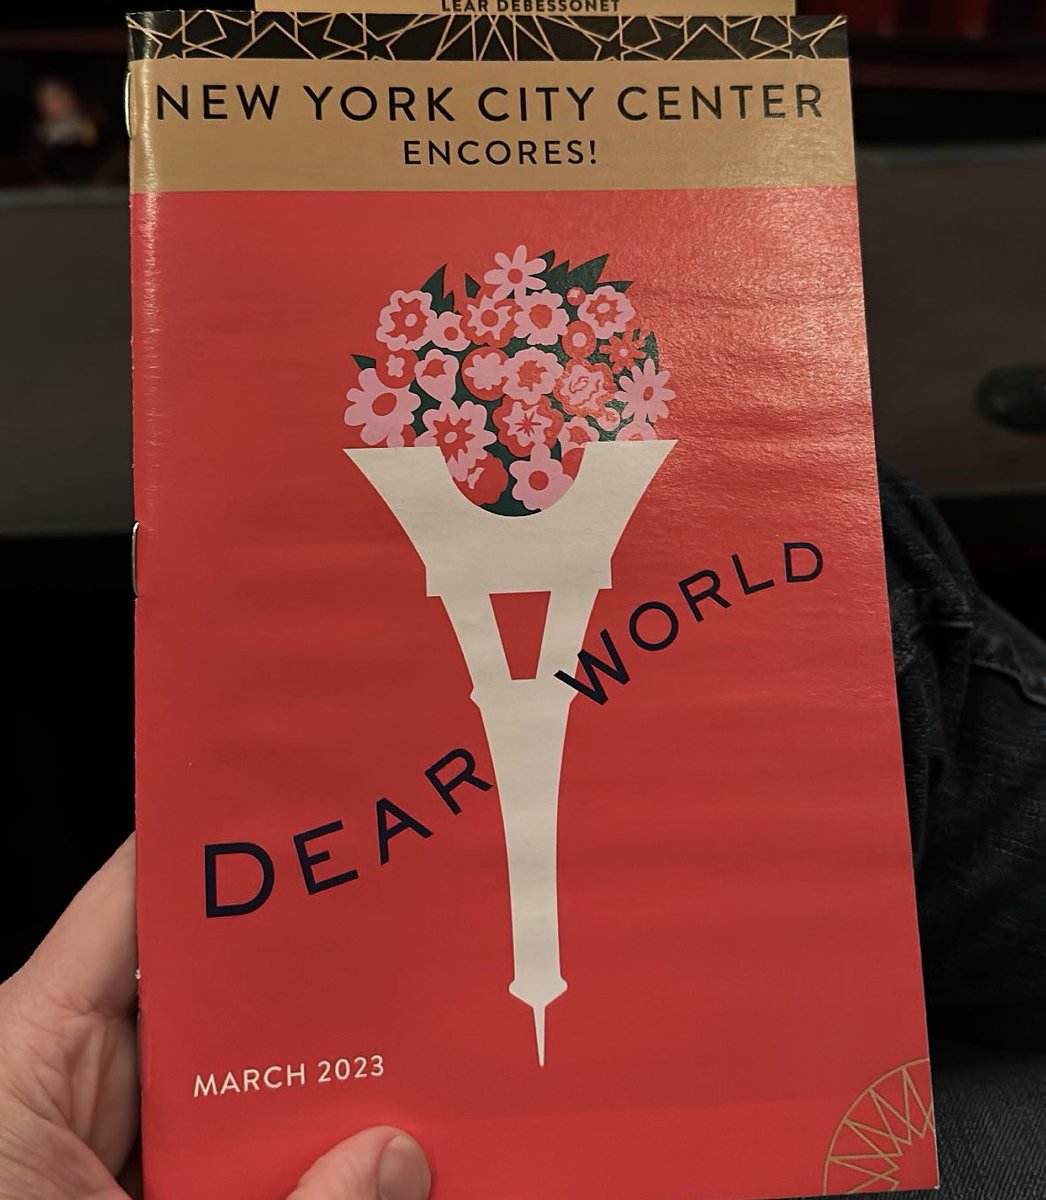 LEAR DEBESSONET
NEW YORK CITY CENTER
ENCORES!
DEAR WORLD
MARCH 2023